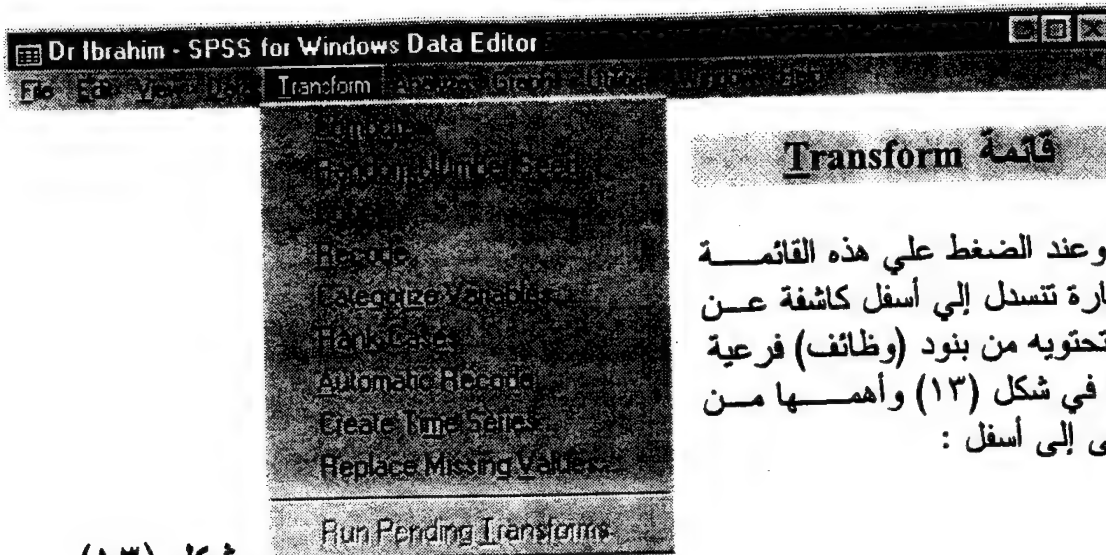 Dr Ibrahim - SPSS for Windows Data Editor
File Edit View Data Transform Analyze Graphs Utilities Window Help
Compute...
Random Number Seed...
Count...
Recode
Categorize Variables...
Rank Cases...
Automatic Recode...
Create Time Series...
Replace Missing Values...
Run Pending Transforms
قائمة Transform
وعند الضغط علي هذه القائمة
تنسدل إلي أسفل كاشفة عن
تحتويه من بنود (وظائف) فرعية
في شكل (١٣) وأهمها من
إلى أسفل :
شكل (١٣)